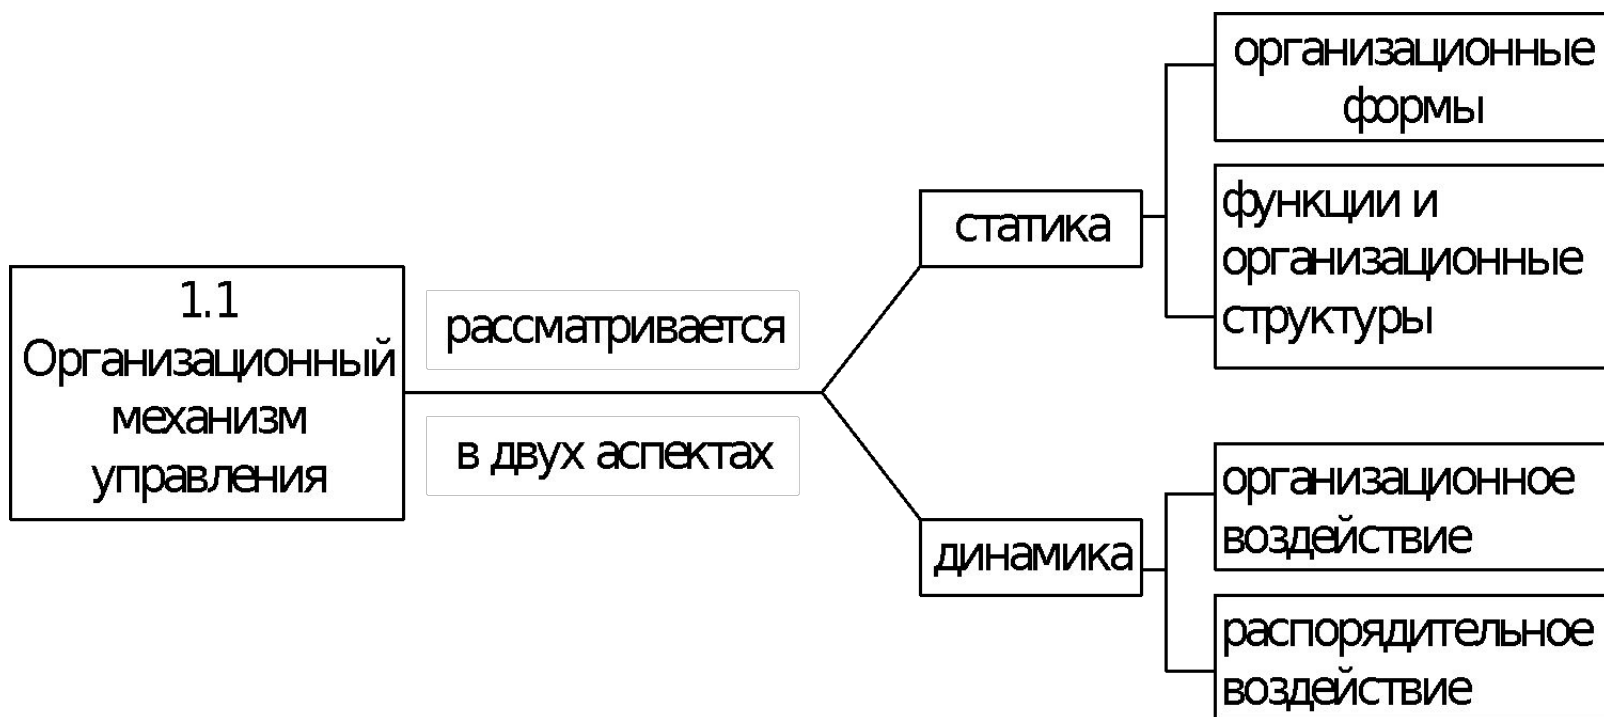 1.1
Организационный
механизм
управления
рассматривается
в двух аспектах
статика
организационные
формы
функции и
организационные
структуры
динамика
организационное
воздействие
распорядительное
воздействие